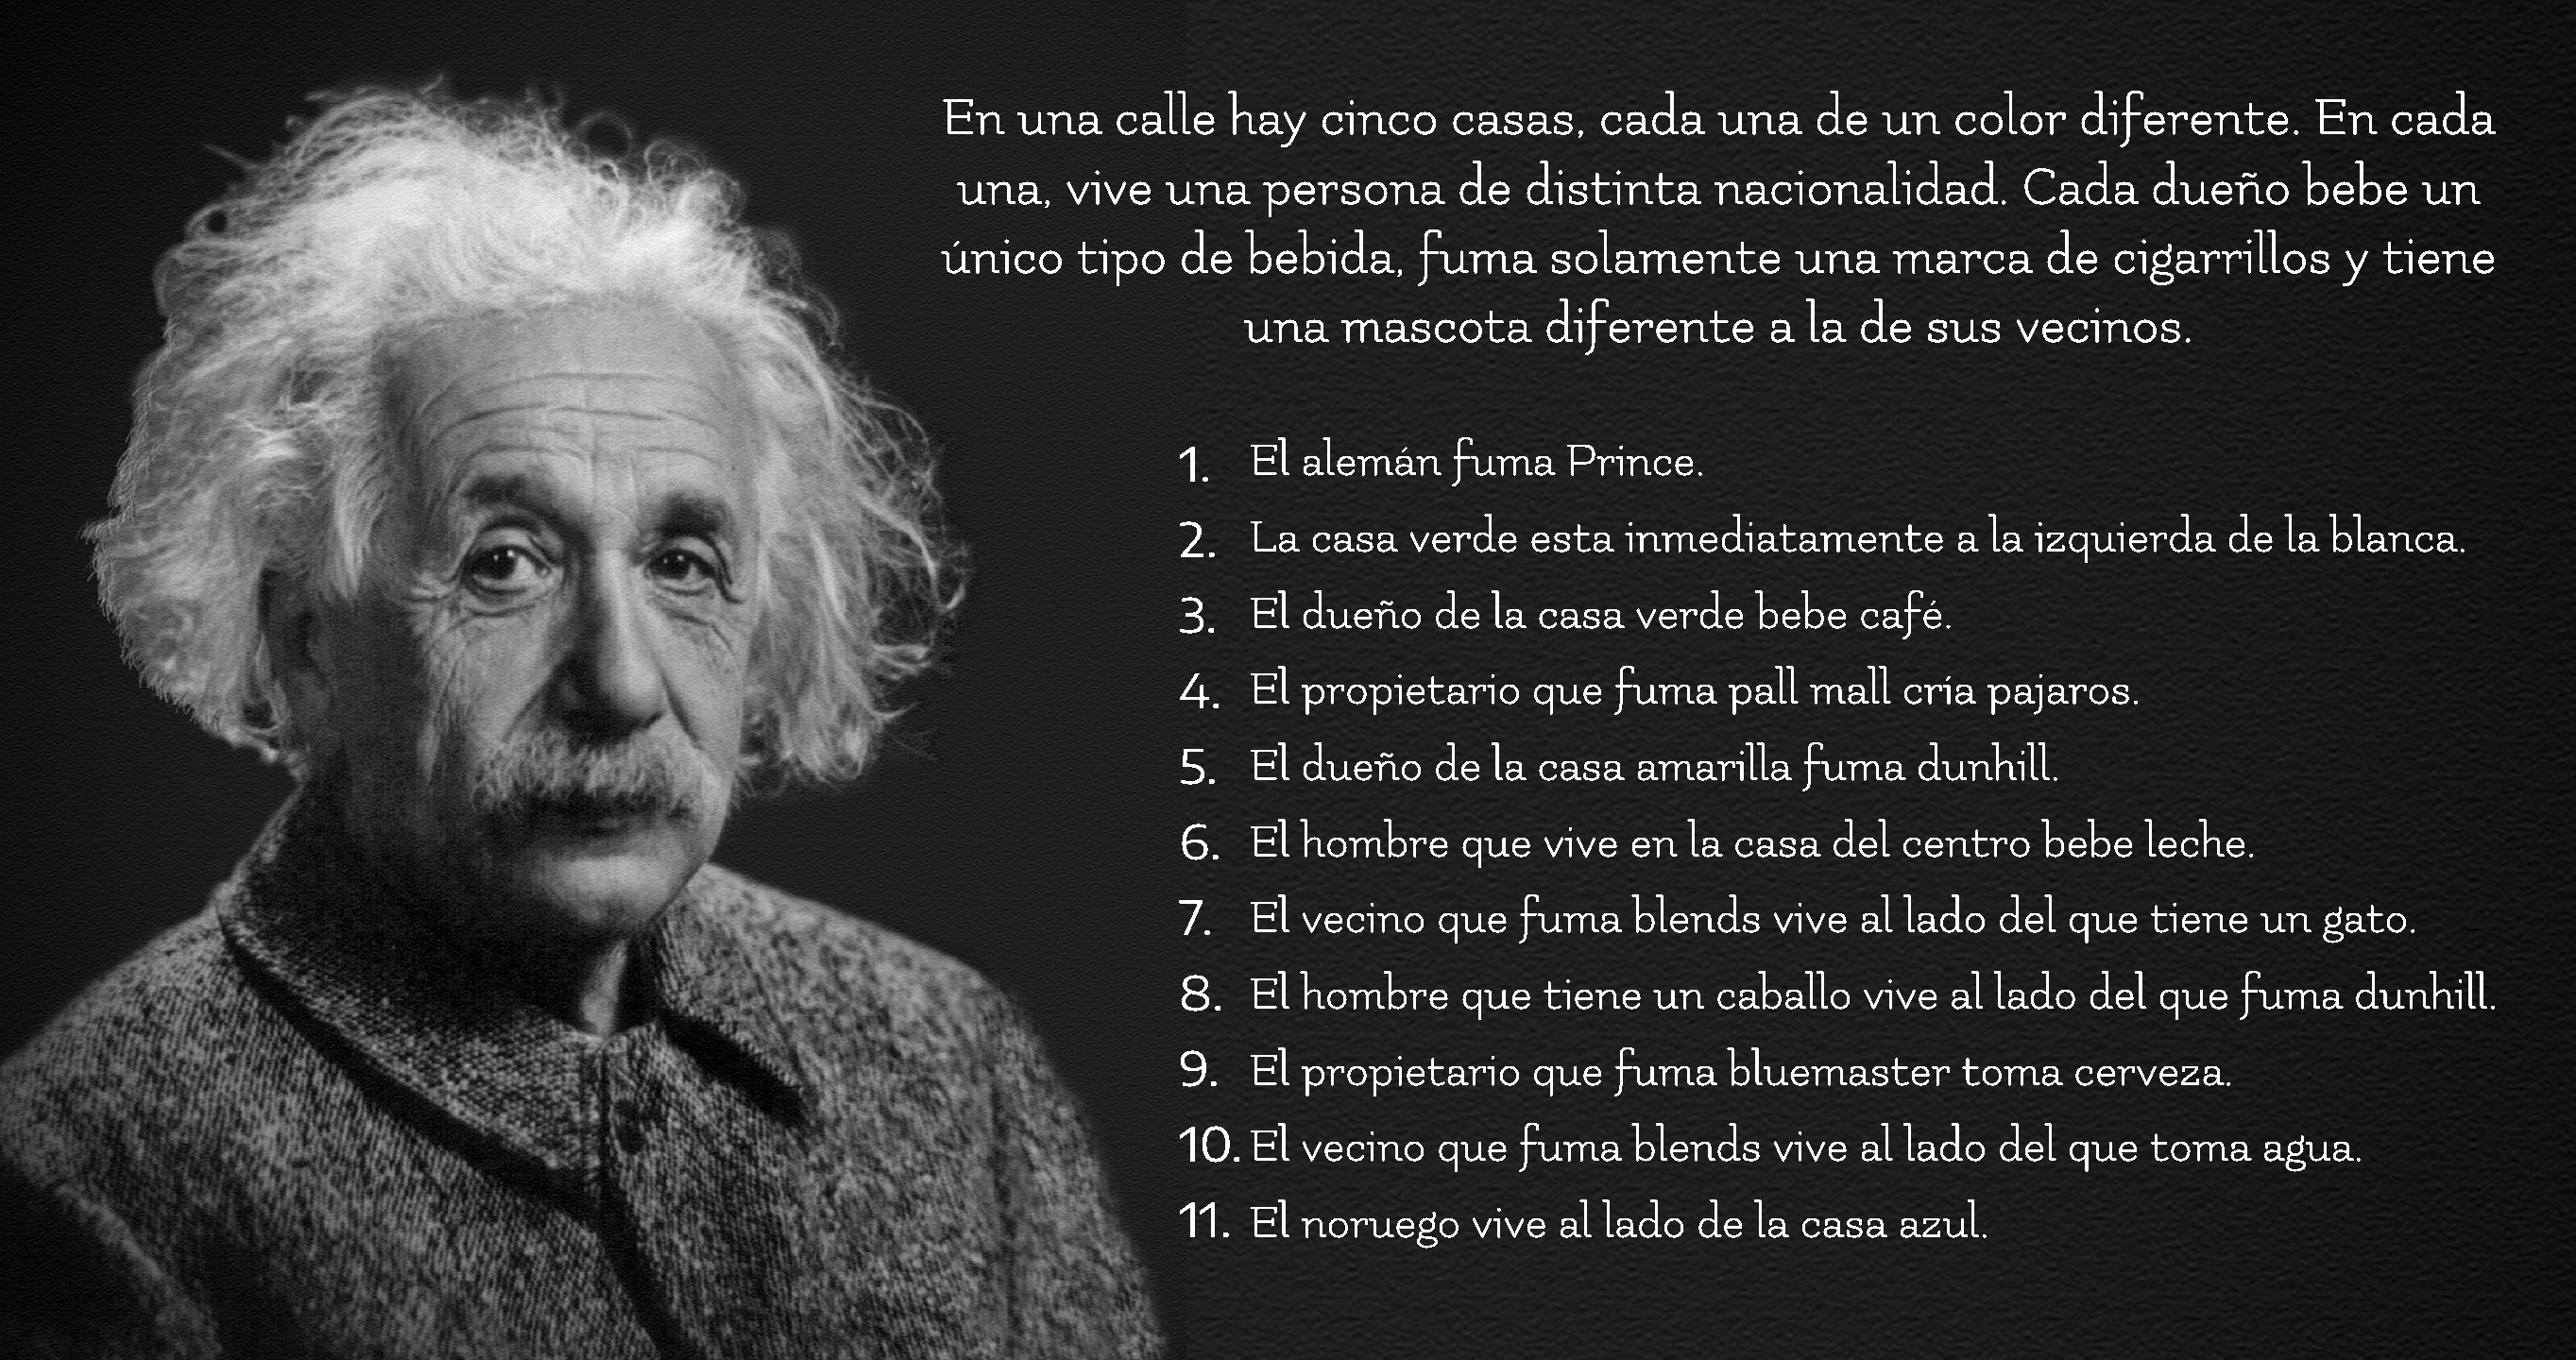 En una calle hay cinco casas, cada una de un color diferente. En cada
una, vive una persona de distinta nacionalidad. Cada dueño bebe un
único tipo de bebida, fuma solamente una marca de cigarrillos y tiene
una mascota diferente a la de sus vecinos.
1. El alemán fuma Prince.
2. La casa verde esta inmediatamente a la izquierda de la blanca.
3. El dueño de la casa verde bebe café.
4. El propietario que fuma pall mall cría pajaros.
5. El dueño de la casa amarilla fuma dunhill.
6. El hombre que vive en la casa del centro bebe leche.
7. El vecino que fuma blends vive al lado del que tiene un gato.
8. El hombre que tiene un caballo vive al lado del que fuma dunhill.
9. El propietario que fuma bluemaster toma cerveza.
10. El vecino que fuma blends vive al lado del que toma agua.
11. El noruego vive al lado de la casa azul.